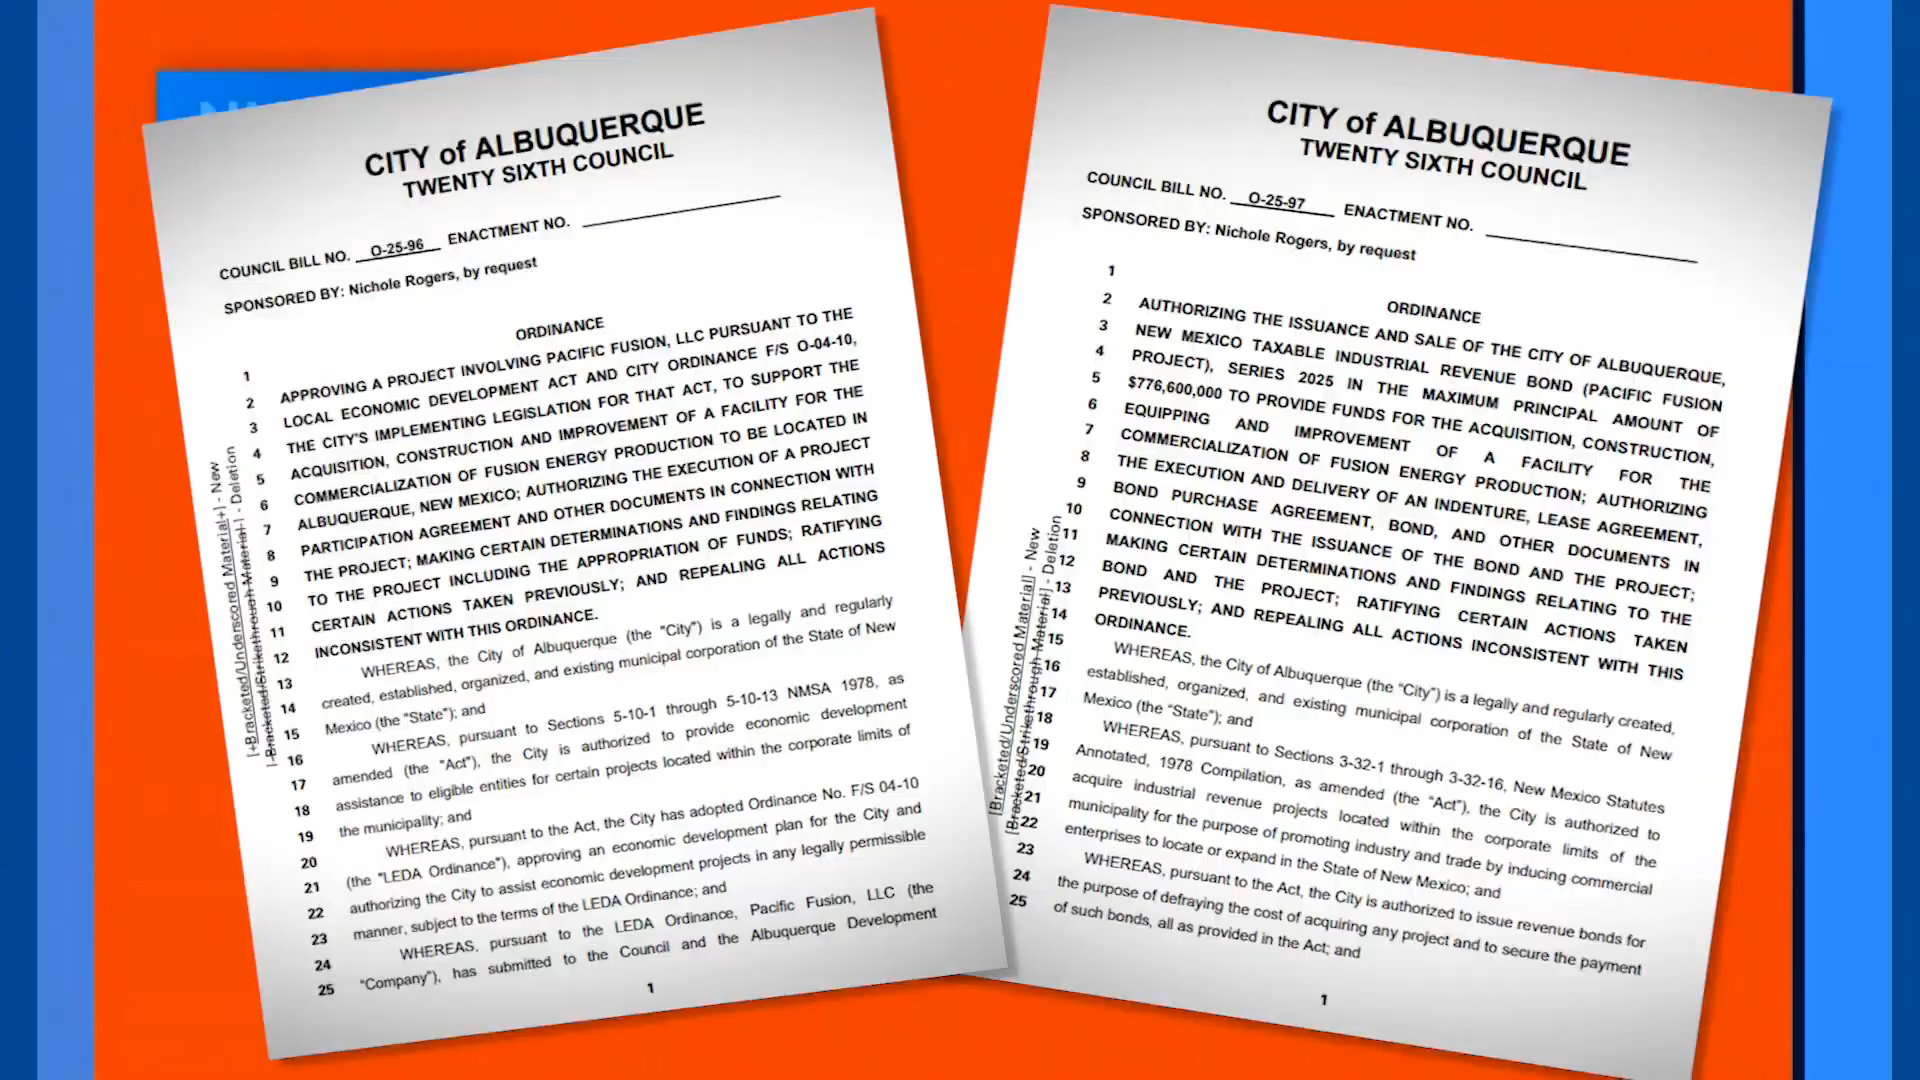 CITY of ALBUQUERQUE
TWENTY SIXTH COUNCIL
COUNCIL BILL NO. O-25-96 ENACTMENT NO.
SPONSORED BY: Nichole Rogers, by request
1 ORDINANCE
2 APPROVING A PROJECT INVOLVING PACIFIC FUSION, LLC PURSUANT TO THE
3 LOCAL ECONOMIC DEVELOPMENT ACT AND CITY ORDINANCE F/S O-04-10,
4 THE CITY'S IMPLEMENTING LEGISLATION FOR THAT ACT, TO SUPPORT THE
5 ACQUISITION, CONSTRUCTION AND IMPROVEMENT OF A FACILITY FOR THE
6 COMMERCIALIZATION OF FUSION ENERGY PRODUCTION TO BE LOCATED IN
7 ALBUQUERQUE, NEW MEXICO; AUTHORIZING THE EXECUTION OF A PROJECT
8 PARTICIPATION AGREEMENT AND OTHER DOCUMENTS IN CONNECTION WITH
9 THE PROJECT; MAKING CERTAIN DETERMINATIONS AND FINDINGS RELATING
10 TO THE PROJECT INCLUDING THE APPROPRIATION OF FUNDS; RATIFYING
11 CERTAIN ACTIONS TAKEN PREVIOUSLY; AND REPEALING ALL ACTIONS
12 INCONSISTENT WITH THIS ORDINANCE.
13 WHEREAS, the City of Albuquerque (the "City") is a legally and regularly
14 created, established, organized, and existing municipal corporation of the State of New
15 Mexico (the "State"); and
16 WHEREAS, pursuant to Sections 5-10-1 through 5-10-13 NMSA 1978, as
17 amended (the "Act"), the City is authorized to provide economic development
18 assistance to eligible entities for certain projects located within the corporate limits of
19 the municipality; and
20 WHEREAS, pursuant to the Act, the City has adopted Ordinance No. F/S 04-10
21 (the "LEDA Ordinance"), approving an economic development plan for the City and
22 authorizing the City to assist economic development projects in any legally permissible
23 manner, subject to the terms of the LEDA Ordinance; and
24 WHEREAS, pursuant to the LEDA Ordinance, Pacific Fusion, LLC (the
25 "Company"), has submitted to the Council and the Albuquerque Development
[+Bracketed/Underscored Material+] - New
[-Bracketed/Strikethrough Material-] - Deletion
1
CITY of ALBUQUERQUE
TWENTY SIXTH COUNCIL
COUNCIL BILL NO. O-25-97 ENACTMENT NO.
SPONSORED BY: Nichole Rogers, by request
1 ORDINANCE
2 AUTHORIZING THE ISSUANCE AND SALE OF THE CITY OF ALBUQUERQUE,
3 NEW MEXICO TAXABLE INDUSTRIAL REVENUE BOND (PACIFIC FUSION
4 PROJECT), SERIES 2025 IN THE MAXIMUM PRINCIPAL AMOUNT OF
5 $776,600,000 TO PROVIDE FUNDS FOR THE ACQUISITION, CONSTRUCTION,
6 EQUIPPING AND IMPROVEMENT OF A FACILITY FOR THE
7 COMMERCIALIZATION OF FUSION ENERGY PRODUCTION; AUTHORIZING
8 THE EXECUTION AND DELIVERY OF AN INDENTURE, LEASE AGREEMENT,
9 BOND PURCHASE AGREEMENT, BOND, AND OTHER DOCUMENTS IN
10 CONNECTION WITH THE ISSUANCE OF THE BOND AND THE PROJECT;
11 MAKING CERTAIN DETERMINATIONS AND FINDINGS RELATING TO THE
12 BOND AND THE PROJECT; RATIFYING CERTAIN ACTIONS TAKEN
13 PREVIOUSLY; AND REPEALING ALL ACTIONS INCONSISTENT WITH THIS
14 ORDINANCE.
15 WHEREAS, the City of Albuquerque (the "City") is a legally and regularly created,
16 established, organized, and existing municipal corporation of the State of New
17 Mexico (the "State"); and
18 WHEREAS, pursuant to Sections 3-32-1 through 3-32-16, New Mexico Statutes
19 Annotated, 1978 Compilation, as amended (the "Act"), the City is authorized to
20 acquire industrial revenue projects located within the corporate limits of the
21 municipality for the purpose of promoting industry and trade by inducing commercial
22 enterprises to locate or expand in the State of New Mexico; and
23 WHEREAS, pursuant to the Act, the City is authorized to issue revenue bonds for
24 the purpose of defraying the cost of acquiring any project and to secure the payment
25 of such bonds, all as provided in the Act; and
[Bracketed/Underscored Material] - New
[Bracketed/Strikethrough Material] - Deletion
1